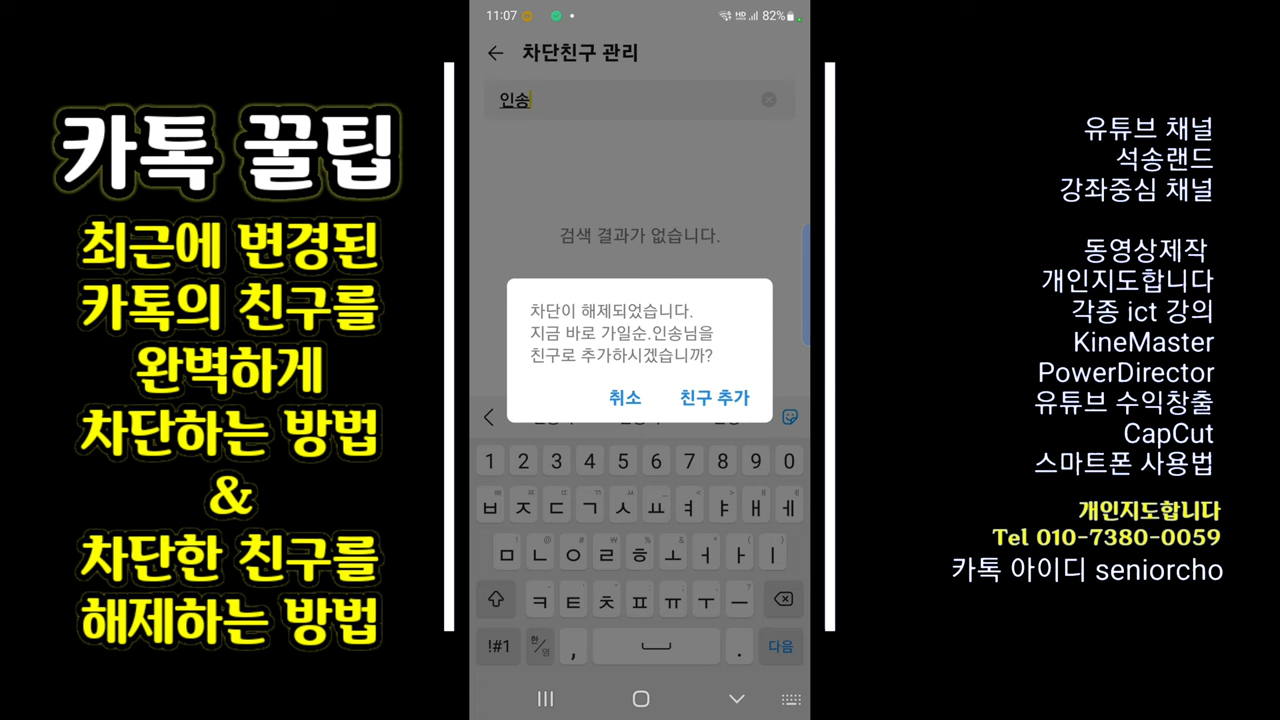 카톡 꿀팁
최근에 변경된
카톡의 친구를
완벽하게
차단하는 방법
&
차단한 친구를
해제하는 방법
11:07
82%
차단친구 관리
인송
검색 결과가 없습니다.
차단이 해제되었습니다.
지금 바로 가일순.인송님을
친구로 추가하시겠습니까?
취소 친구 추가
1 2 3 4 5 6 7 8 9 0
ㅂ ㅈ ㄷ ㄱ ㅅ ㅛ ㅕ ㅑ ㅐ ㅔ
ㅁ ㄴ ㅇ ㄹ ㅎ ㅗ ㅓ ㅏ ㅣ
ㅋ ㅌ ㅊ ㅍ ㅠ ㅜ ㅡ
!#1 한/영 , . 다음
유튜브 채널
석송랜드
강좌중심 채널
동영상제작
개인지도합니다
각종 ict 강의
KineMaster
PowerDirector
유튜브 수익창출
CapCut
스마트폰 사용법
개인지도합니다
Tel 010-7380-0059
카톡 아이디 seniorcho